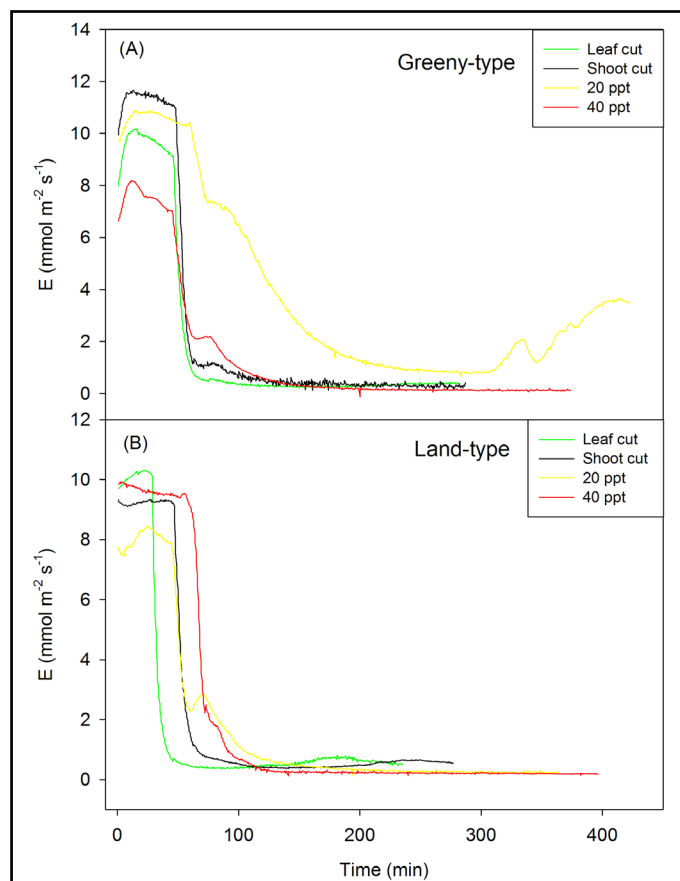 14
12
10
8
6
4
2
0
E (mmol m⁻² s⁻¹)
(A)
Greeny-type
Leaf cut
Shoot cut
20 ppt
40 ppt
12
10
8
6
4
2
0
E (mmol m⁻² s⁻¹)
(B)
Land-type
Leaf cut
Shoot cut
20 ppt
40 ppt
0 100 200 300 400
Time (min)